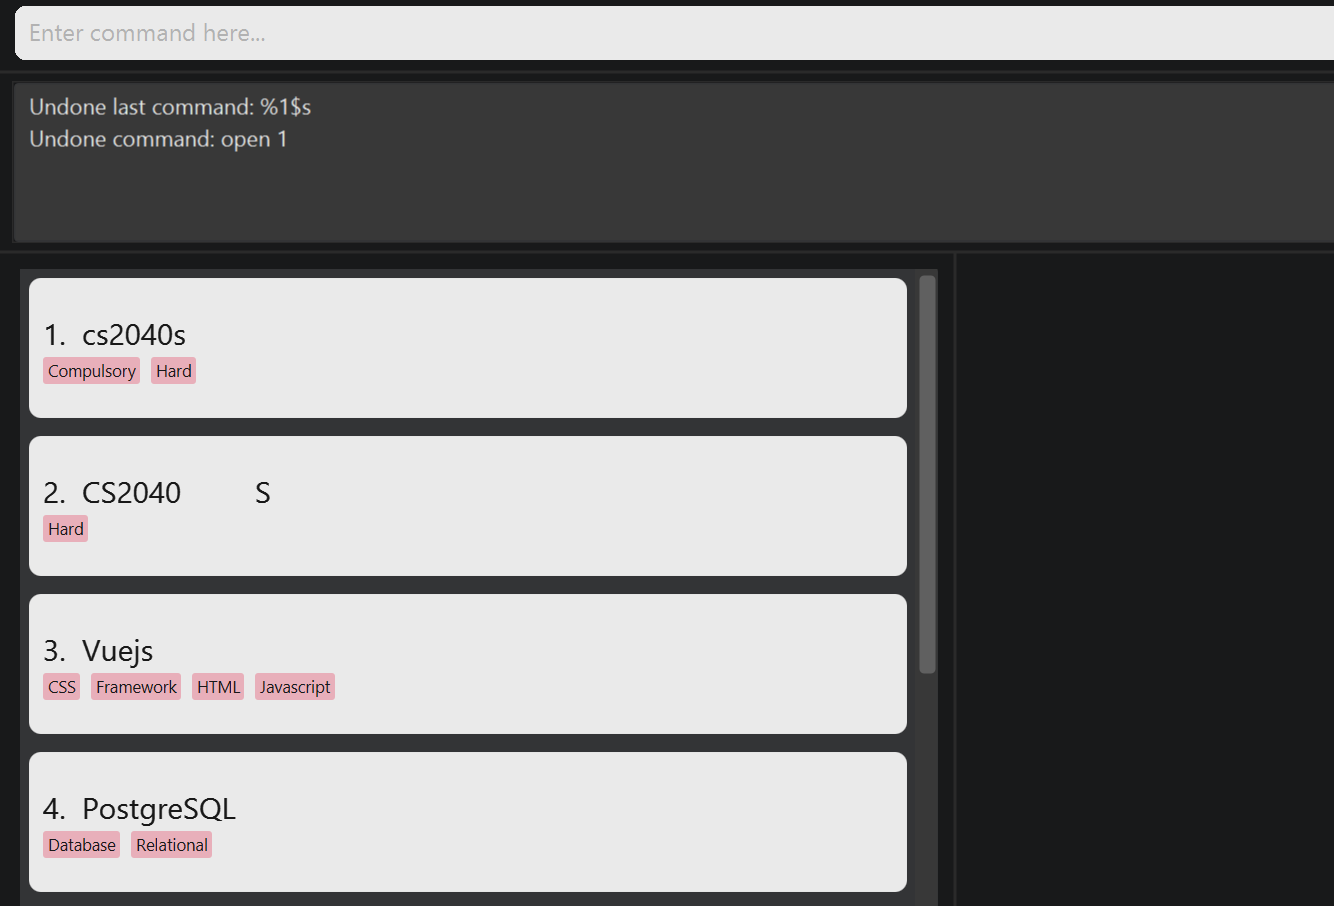 Enter command here...
Undone last command: %1$s
Undone command: open 1
1. cs2040s
Compulsory Hard
2. CS2040 S
Hard
3. Vuejs
CSS Framework HTML Javascript
4. PostgreSQL
Database Relational